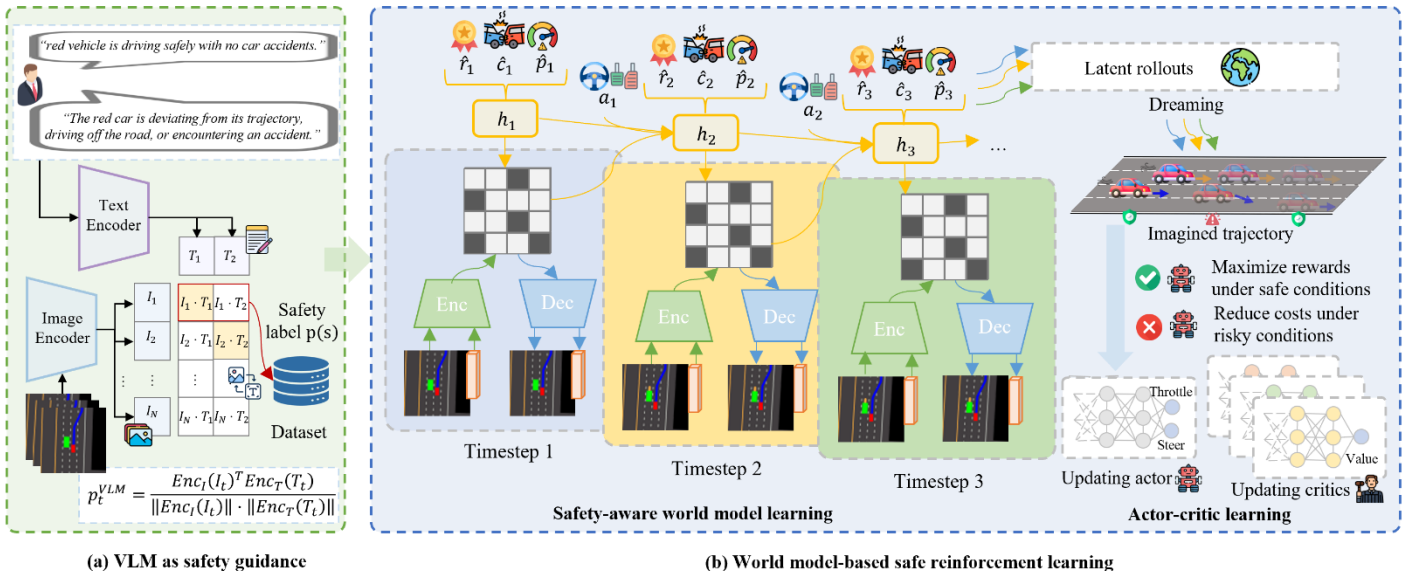 “red vehicle is driving safely with no car accidents.”
“The red car is deviating from its trajectory,
driving off the road, or encountering an accident.”
Text
Encoder
T₁ T₂
Image
Encoder
I₁
I₂
⋮
I_N
I₁ · T₁ I₁ · T₂
I₂ · T₁ I₂ · T₂
⋮ ⋮
I_N · T₁ I_N · T₂
Safety
label p(s)
T
Dataset
p_t^{VLM} = Enc_I(I_t)^T Enc_T(T_t) / ‖Enc_I(I_t)‖ · ‖Enc_T(T_t)‖
(a) VLM as safety guidance
r̂₁ ĉ₁ p̂₁
a₁
h₁
r̂₂ ĉ₂ p̂₂
a₂
h₂
r̂₃ ĉ₃ p̂₃
h₃
...
Enc Dec
Timestep 1
Enc Dec
Timestep 2
Enc Dec
Timestep 3
Safety-aware world model learning
Latent rollouts
Dreaming
Imagined trajectory
Maximize rewards
under safe conditions
Reduce costs under
risky conditions
Throttle
Steer
Updating actor
Value
Updating critics
Actor-critic learning
(b) World model-based safe reinforcement learning